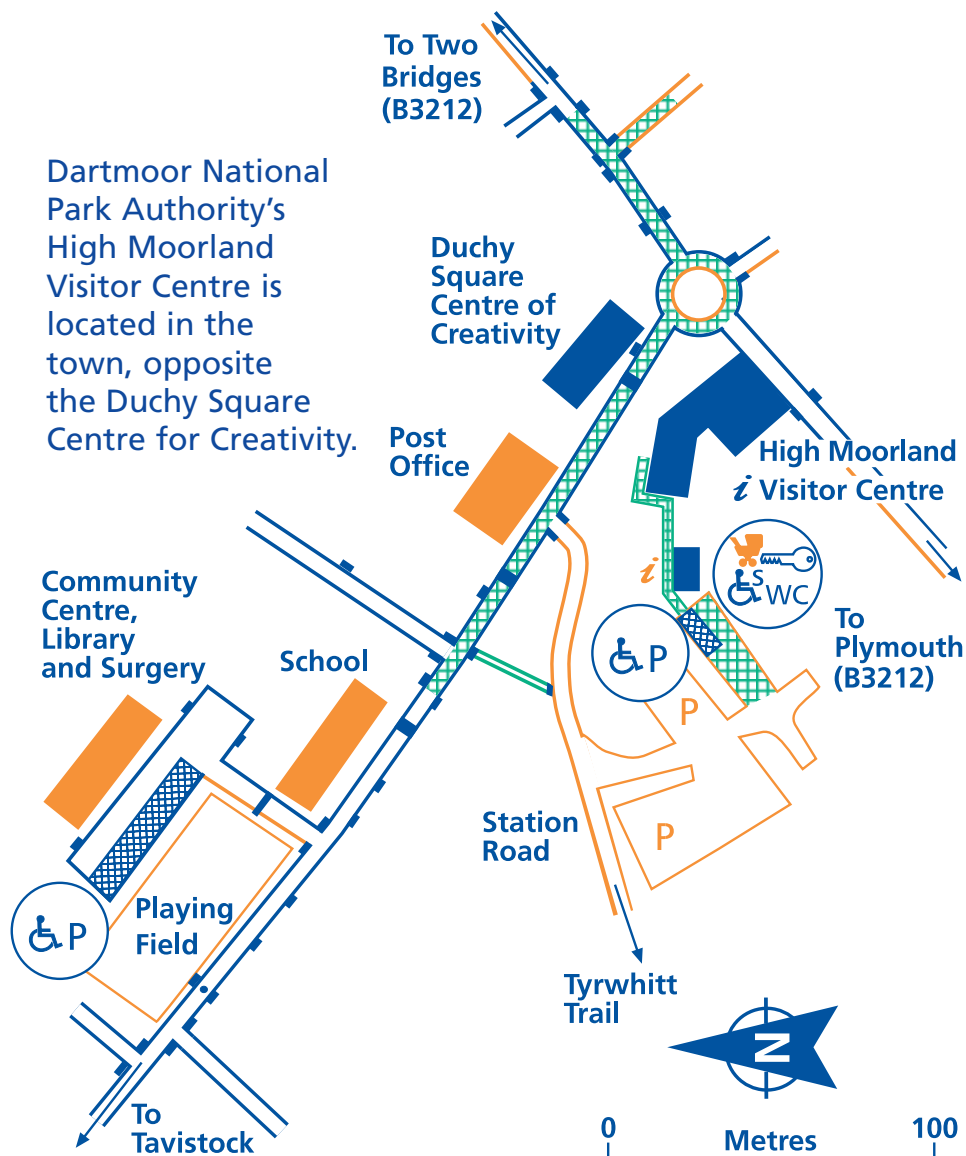 To Two
Bridges
(B3212)
Dartmoor National
Park Authority's
High Moorland
Visitor Centre is
located in the
town, opposite
the Duchy Square
Centre for Creativity.
Duchy
Square
Centre of
Creativity
Post
Office
High Moorland
i Visitor Centre
i
S
WC
P
To
Plymouth
(B3212)
Community
Centre,
Library
and Surgery
School
P
P
Station
Road
Playing
Field
P
Tyrwhitt
Trail
N
To
Tavistock
0
100
Metres